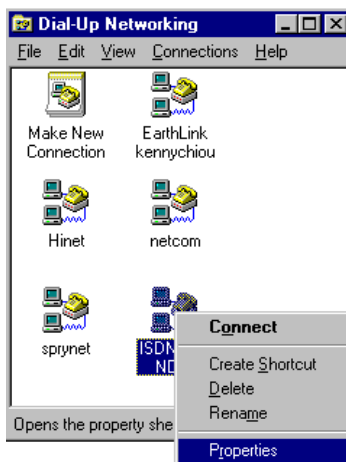 Dial-Up Networking
File Edit View Connections Help
Make New
Connection
EarthLink
kennychiou
Hinet
netcom
sprynet
ISDN
ND
Connect
Create Shortcut
Delete
Rename
Properties
Opens the property she